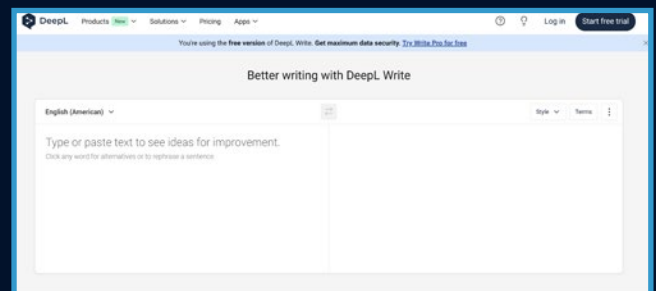 DeepL Products New Solutions Pricing Apps Log in Start free trial
You're using the free version of DeepL Write. Get maximum data security. Try Write Pro for free
Better writing with DeepL Write
English (American) Style Terms
Type or paste text to see ideas for improvement.
Click any word for alternatives or to rephrase a sentence